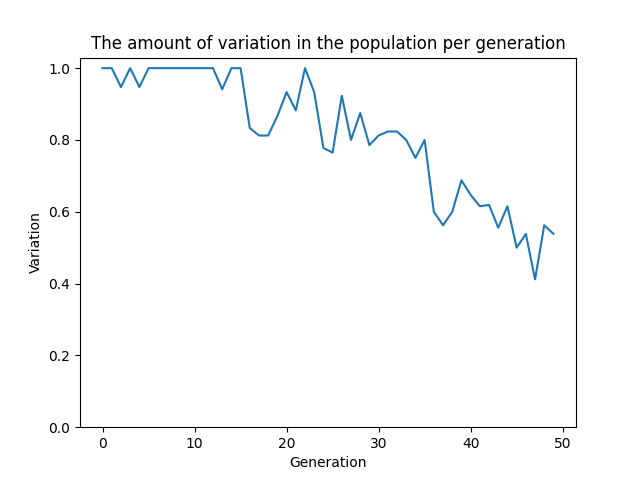 The amount of variation in the population per generation
1.0
0.8
0.6
0.4
0.2
0.0
Variation
0 10 20 30 40 50
Generation